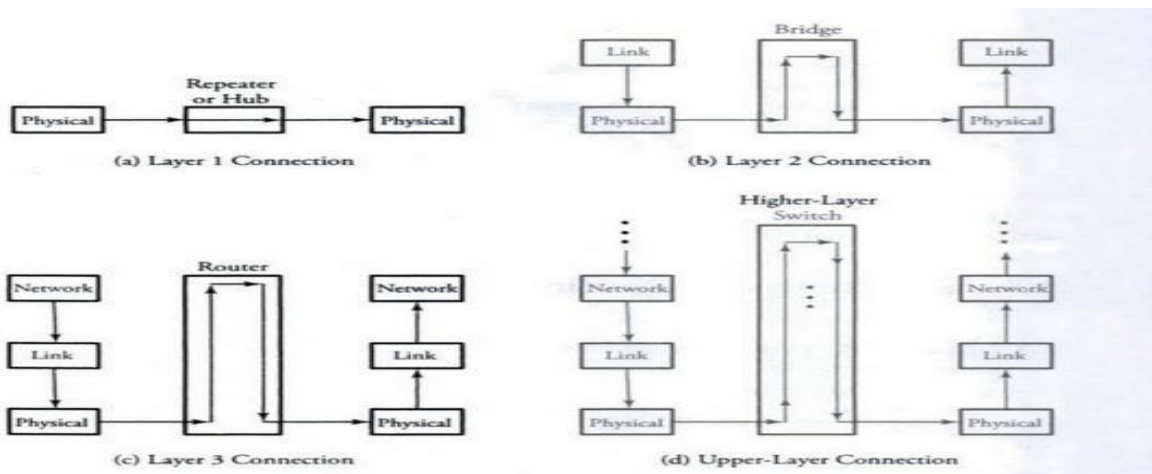 Repeater
or Hub
Physical
Physical
(a) Layer 1 Connection
Bridge
Link
Link
Physical
Physical
(b) Layer 2 Connection
Router
Network
Network
Link
Link
Physical
Physical
(c) Layer 3 Connection
Higher-Layer
Switch
Network
Network
Link
Link
Physical
Physical
(d) Upper-Layer Connection